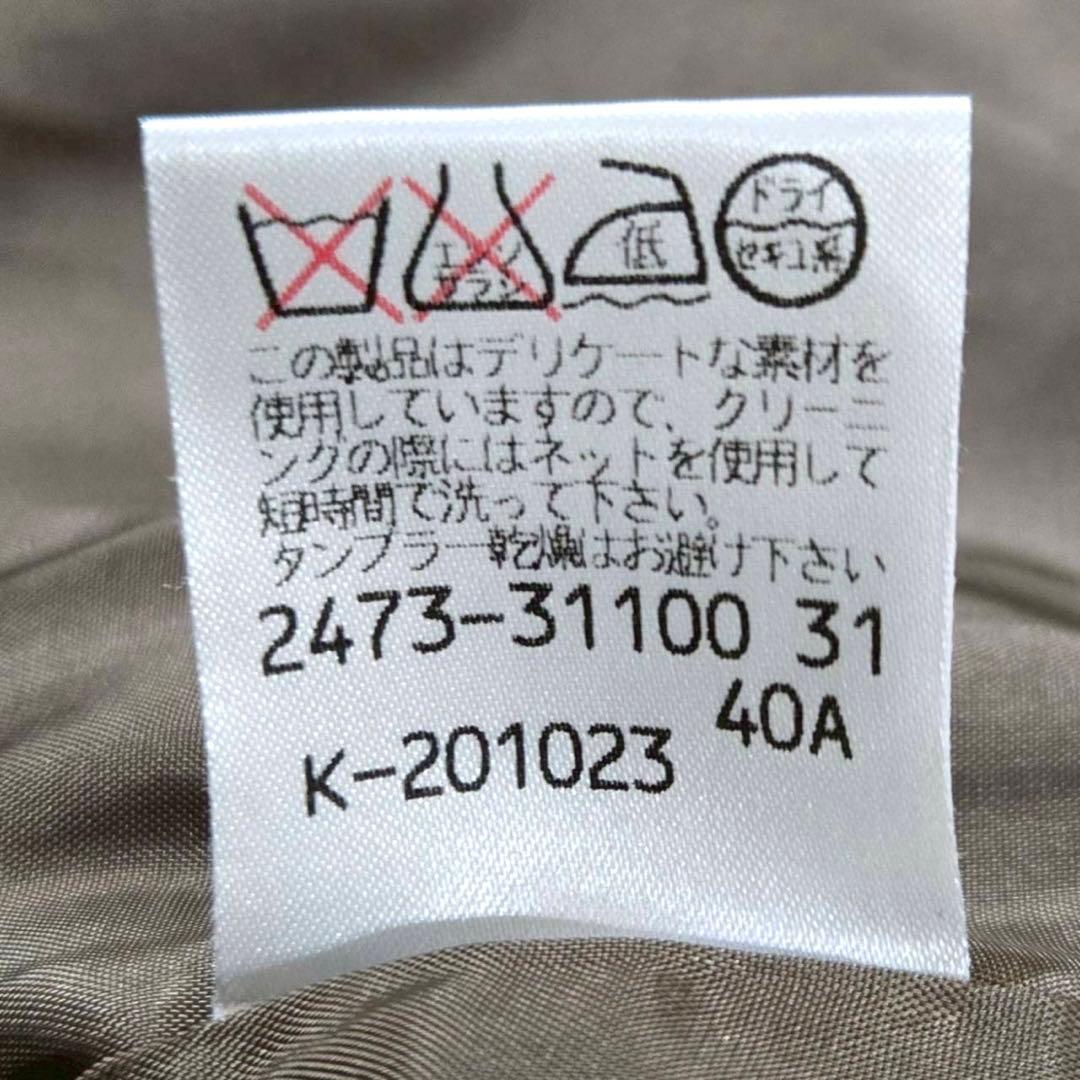 エンソ
サラシ
低
ドライ
セキユ系
この製品はデリケートな素材を
使用していますので、クリーニ
ングの際にはネットを使用して
短時間で洗って下さい。
タンブラー乾燥はお避け下さい
2473-31100 31
40A
K-201023